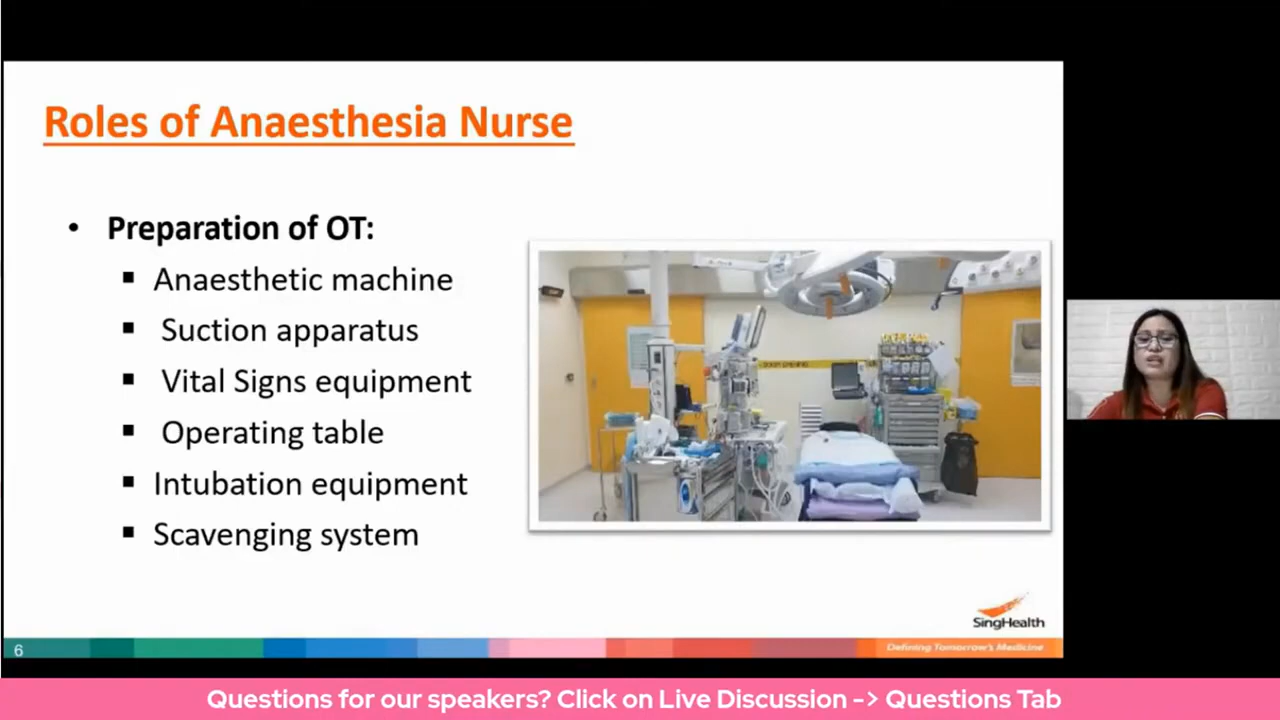 Roles of Anaesthesia Nurse
• Preparation of OT:
▪ Anaesthetic machine
▪ Suction apparatus
▪ Vital Signs equipment
▪ Operating table
▪ Intubation equipment
▪ Scavenging system
SingHealth
6
Defining Tomorrow's Medicine
Questions for our speakers? Click on Live Discussion -> Questions Tab